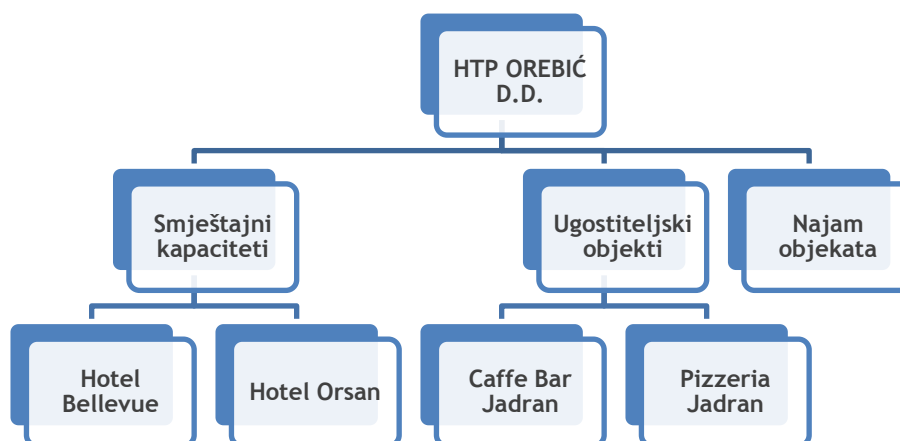 HTP OREBIĆ
D.D.
Smještajni
kapaciteti
Ugostiteljski
objekti
Najam
objekata
Hotel
Bellevue
Hotel Orsan
Caffe Bar
Jadran
Pizzeria
Jadran